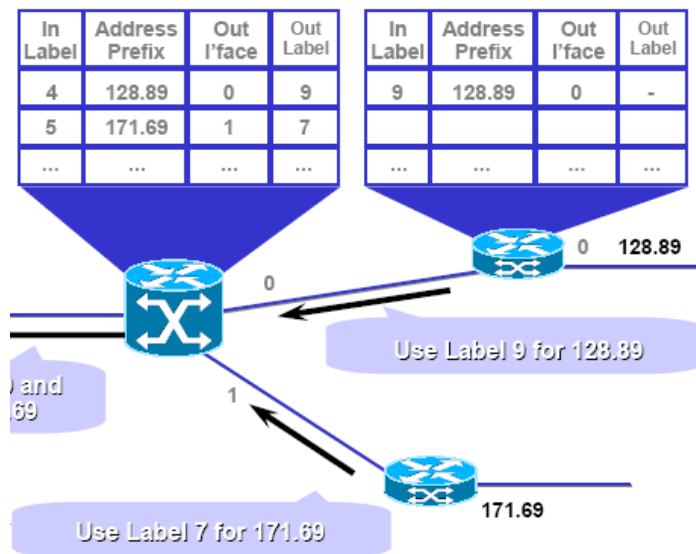 In Label Address Prefix Out I'face Out Label
4 128.89 0 9
5 171.69 1 7
... ... ... ...
In Label Address Prefix Out I'face Out Label
9 128.89 0 -
... ... ... ...
0 128.89
0
Use Label 9 for 128.89
and
.69
1
171.69
Use Label 7 for 171.69